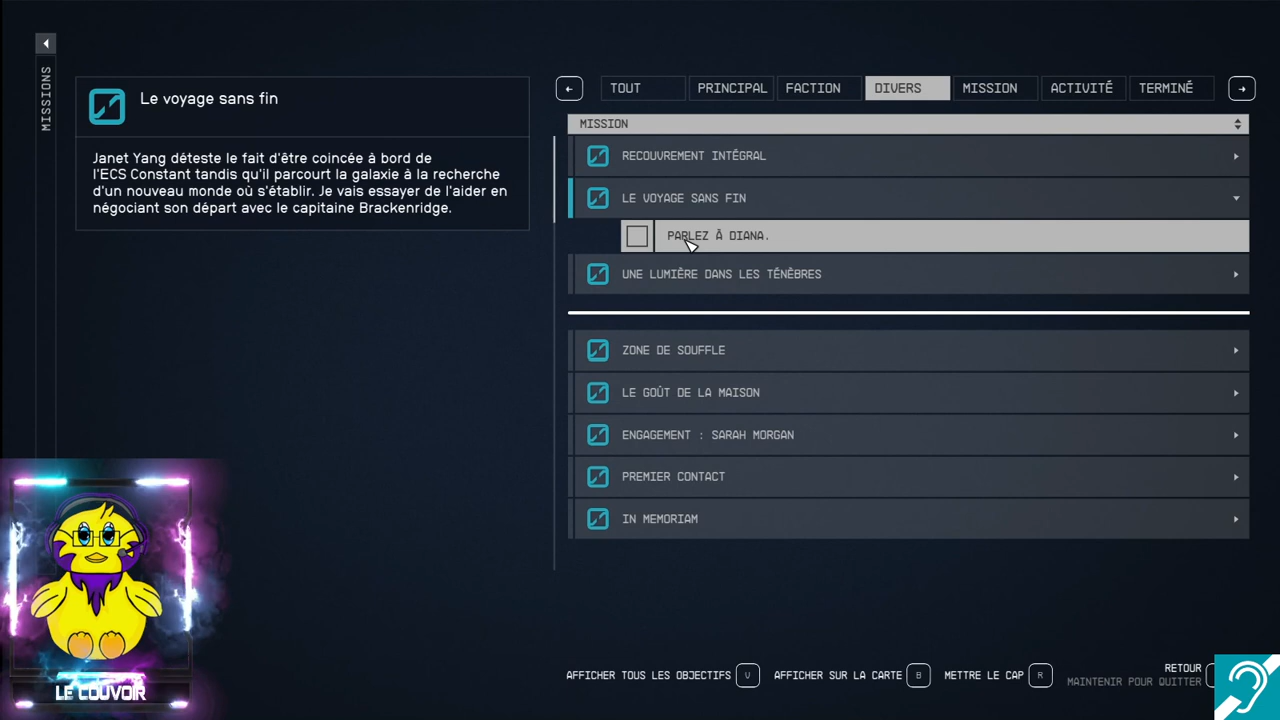 MISSIONS
Le voyage sans fin
Janet Yang déteste le fait d'être coincée à bord de
l'ECS Constant tandis qu'il parcourt la galaxie à la recherche
d'un nouveau monde où s'établir. Je vais essayer de l'aider en
négociant son départ avec le capitaine Brackenridge.
← TOUT PRINCIPAL FACTION DIVERS MISSION ACTIVITÉ TERMINÉ →
MISSION
RECOUVREMENT INTÉGRAL
LE VOYAGE SANS FIN
PARLEZ À DIANA.
UNE LUMIÈRE DANS LES TÉNÈBRES
ZONE DE SOUFFLE
LE GOÛT DE LA MAISON
ENGAGEMENT : SARAH MORGAN
PREMIER CONTACT
IN MEMORIAM
LE COUVOIR
AFFICHER TOUS LES OBJECTIFS V AFFICHER SUR LA CARTE B METTRE LE CAP R RETOUR
MAINTENIR POUR QUITTER